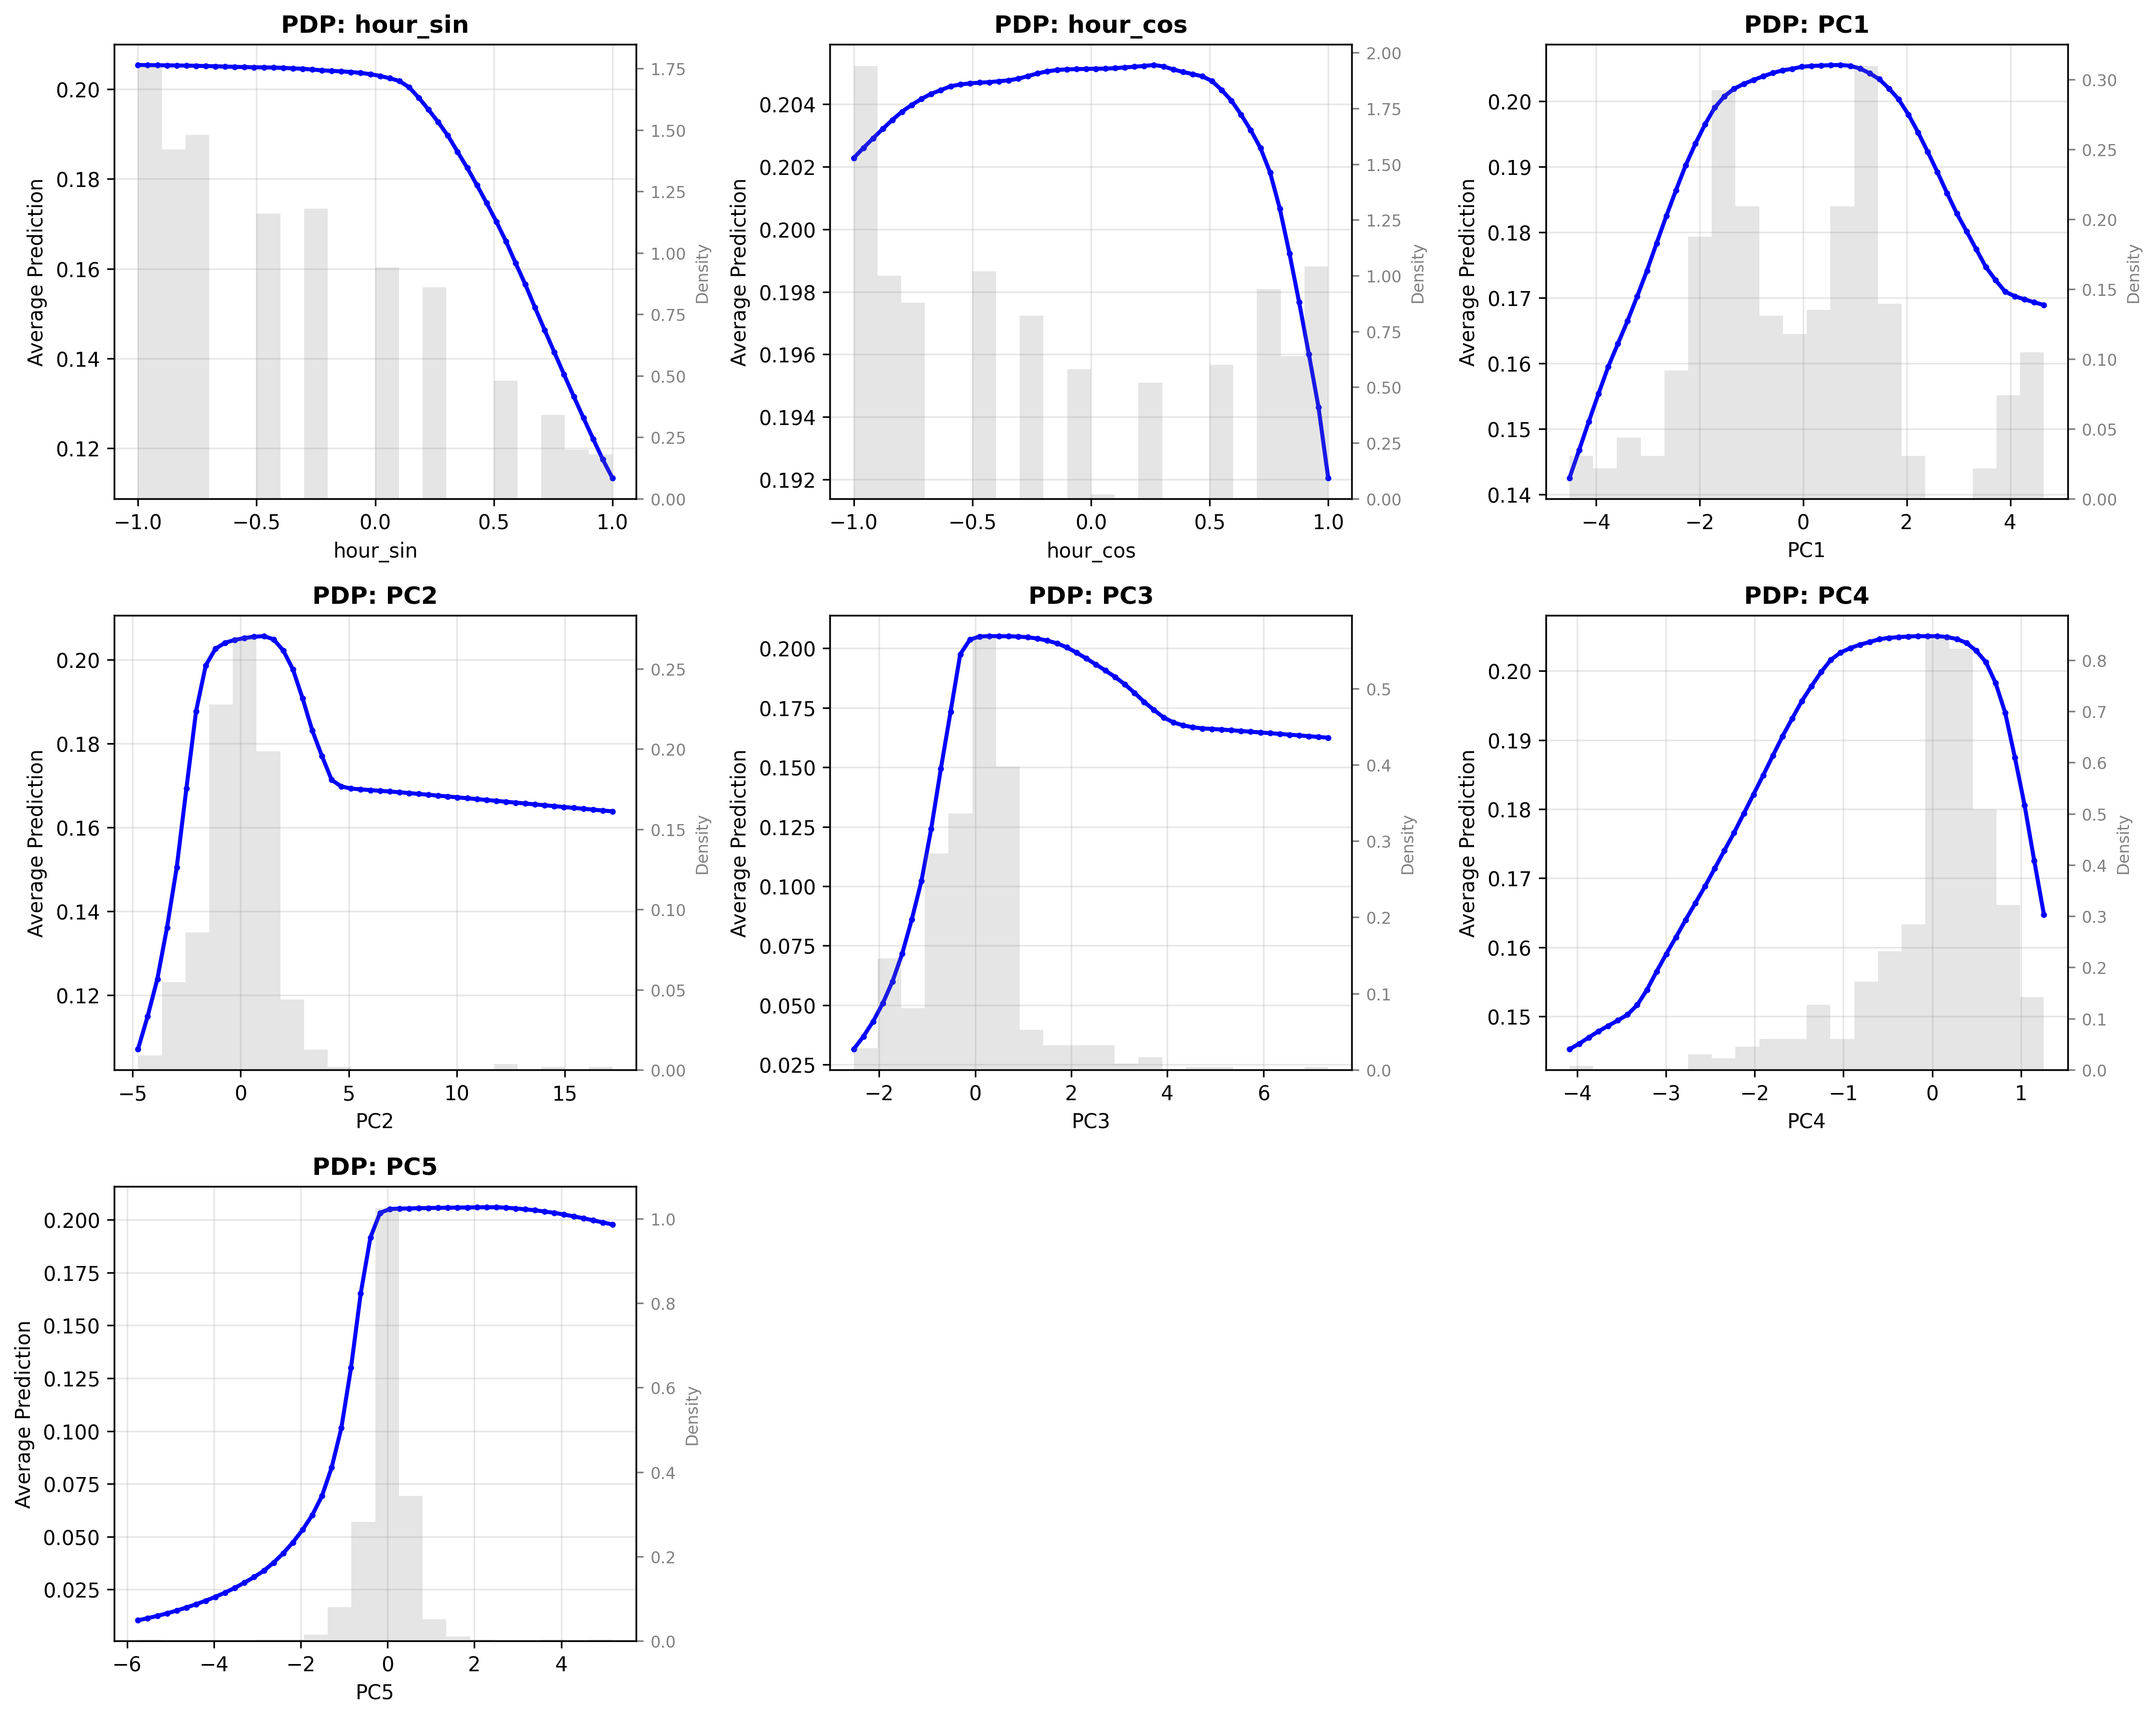 PDP: hour_sin
Average Prediction
0.20
0.18
0.16
0.14
0.12
1.75
1.50
1.25
1.00
0.75
0.50
0.25
0.00
Density
−1.0 −0.5 0.0 0.5 1.0
hour_sin
PDP: hour_cos
Average Prediction
0.204
0.202
0.200
0.198
0.196
0.194
0.192
2.00
1.75
1.50
1.25
1.00
0.75
0.50
0.25
0.00
Density
−1.0 −0.5 0.0 0.5 1.0
hour_cos
PDP: PC1
Average Prediction
0.20
0.19
0.18
0.17
0.16
0.15
0.14
0.30
0.25
0.20
0.15
0.10
0.05
0.00
Density
−4 −2 0 2 4
PC1
PDP: PC2
Average Prediction
0.20
0.18
0.16
0.14
0.12
0.25
0.20
0.15
0.10
0.05
0.00
Density
−5 0 5 10 15
PC2
PDP: PC3
Average Prediction
0.200
0.175
0.150
0.125
0.100
0.075
0.050
0.025
0.5
0.4
0.3
0.2
0.1
0.0
Density
−2 0 2 4 6
PC3
PDP: PC4
Average Prediction
0.20
0.19
0.18
0.17
0.16
0.15
0.8
0.7
0.6
0.5
0.4
0.3
0.2
0.1
0.0
Density
−4 −3 −2 −1 0 1
PC4
PDP: PC5
Average Prediction
0.200
0.175
0.150
0.125
0.100
0.075
0.050
0.025
1.0
0.8
0.6
0.4
0.2
0.0
Density
−6 −4 −2 0 2 4
PC5